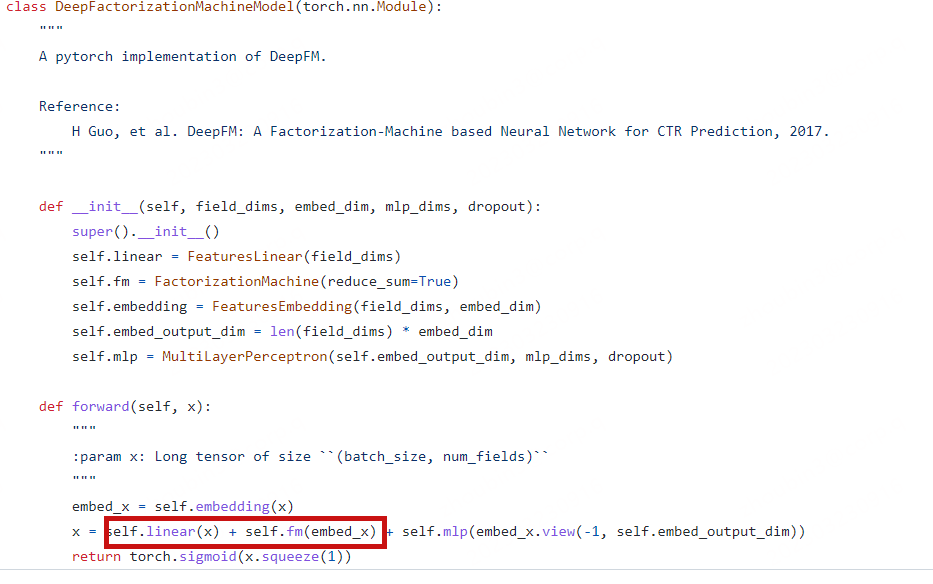 class DeepFactorizationMachineModel(torch.nn.Module):
"""
A pytorch implementation of DeepFM.
Reference:
H Guo, et al. DeepFM: A Factorization-Machine based Neural Network for CTR Prediction, 2017.
"""
def __init__(self, field_dims, embed_dim, mlp_dims, dropout):
super().__init__()
self.linear = FeaturesLinear(field_dims)
self.fm = FactorizationMachine(reduce_sum=True)
self.embedding = FeaturesEmbedding(field_dims, embed_dim)
self.embed_output_dim = len(field_dims) * embed_dim
self.mlp = MultiLayerPerceptron(self.embed_output_dim, mlp_dims, dropout)
def forward(self, x):
"""
:param x: Long tensor of size ``(batch_size, num_fields)``
"""
embed_x = self.embedding(x)
x = self.linear(x) + self.fm(embed_x) + self.mlp(embed_x.view(-1, self.embed_output_dim))
return torch.sigmoid(x.squeeze(1))